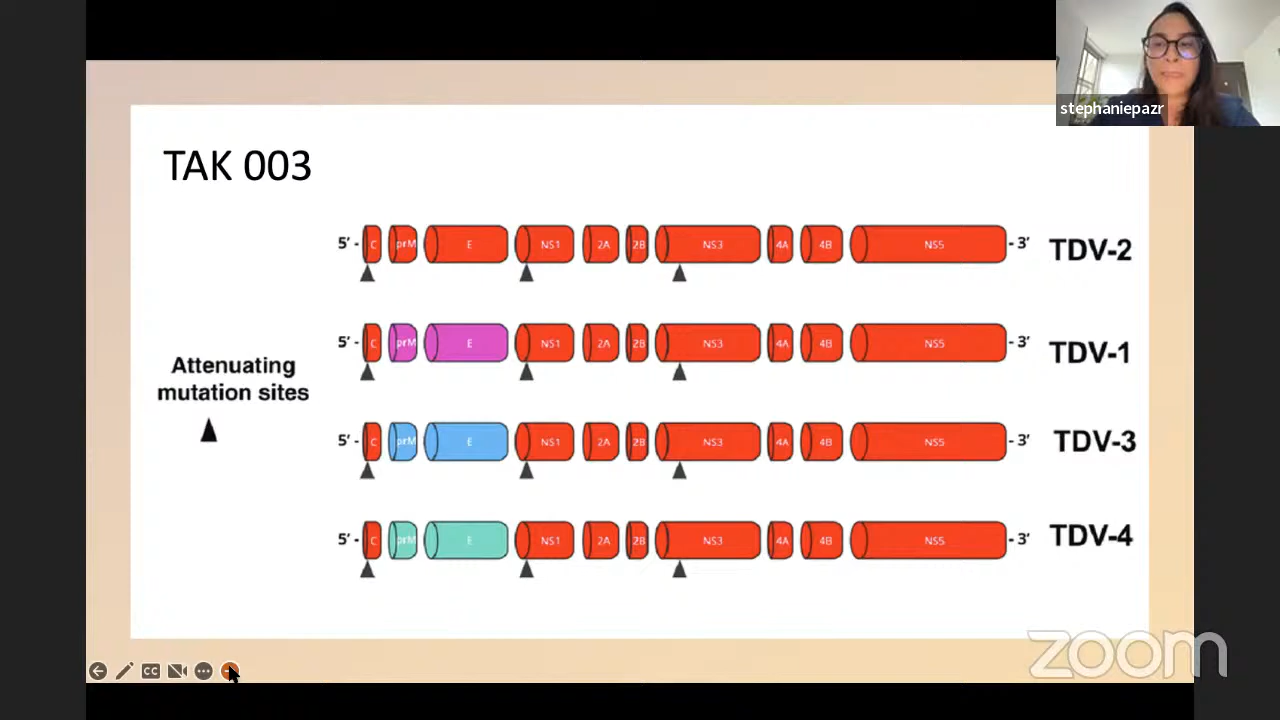 stephaniepazr
TAK 003
5′ - C prM E NS1 2A 2B NS3 4A 4B NS5 - 3′ TDV-2
5′ - C prM E NS1 2A 2B NS3 4A 4B NS5 - 3′ TDV-1
Attenuating
mutation sites
5′ - C prM E NS1 2A 2B NS3 4A 4B NS5 - 3′ TDV-3
5′ - C prM E NS1 2A 2B NS3 4A 4B NS5 - 3′ TDV-4
CC
zoom